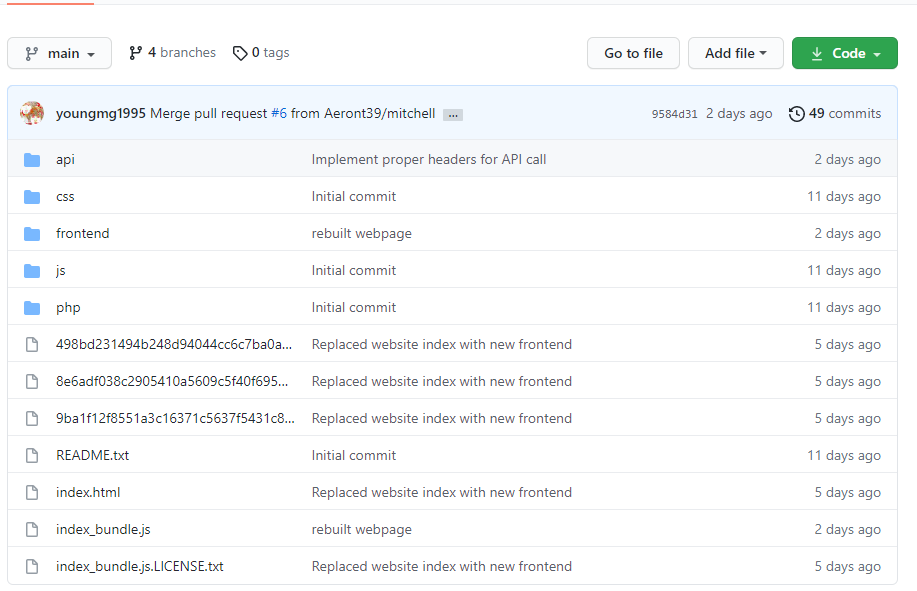 main 4 branches 0 tags Go to file Add file Code
youngmg1995 Merge pull request #6 from Aeront39/mitchell ... 9584d31 2 days ago 49 commits
api Implement proper headers for API call 2 days ago
css Initial commit 11 days ago
frontend rebuilt webpage 2 days ago
js Initial commit 11 days ago
php Initial commit 11 days ago
498bd231494b248d94044cc6c7ba0a... Replaced website index with new frontend 5 days ago
8e6adf038c2905410a5609c5f40f695... Replaced website index with new frontend 5 days ago
9ba1f12f8551a3c16371c5637f5431c8... Replaced website index with new frontend 5 days ago
README.txt Initial commit 11 days ago
index.html Replaced website index with new frontend 5 days ago
index_bundle.js rebuilt webpage 2 days ago
index_bundle.js.LICENSE.txt Replaced website index with new frontend 5 days ago